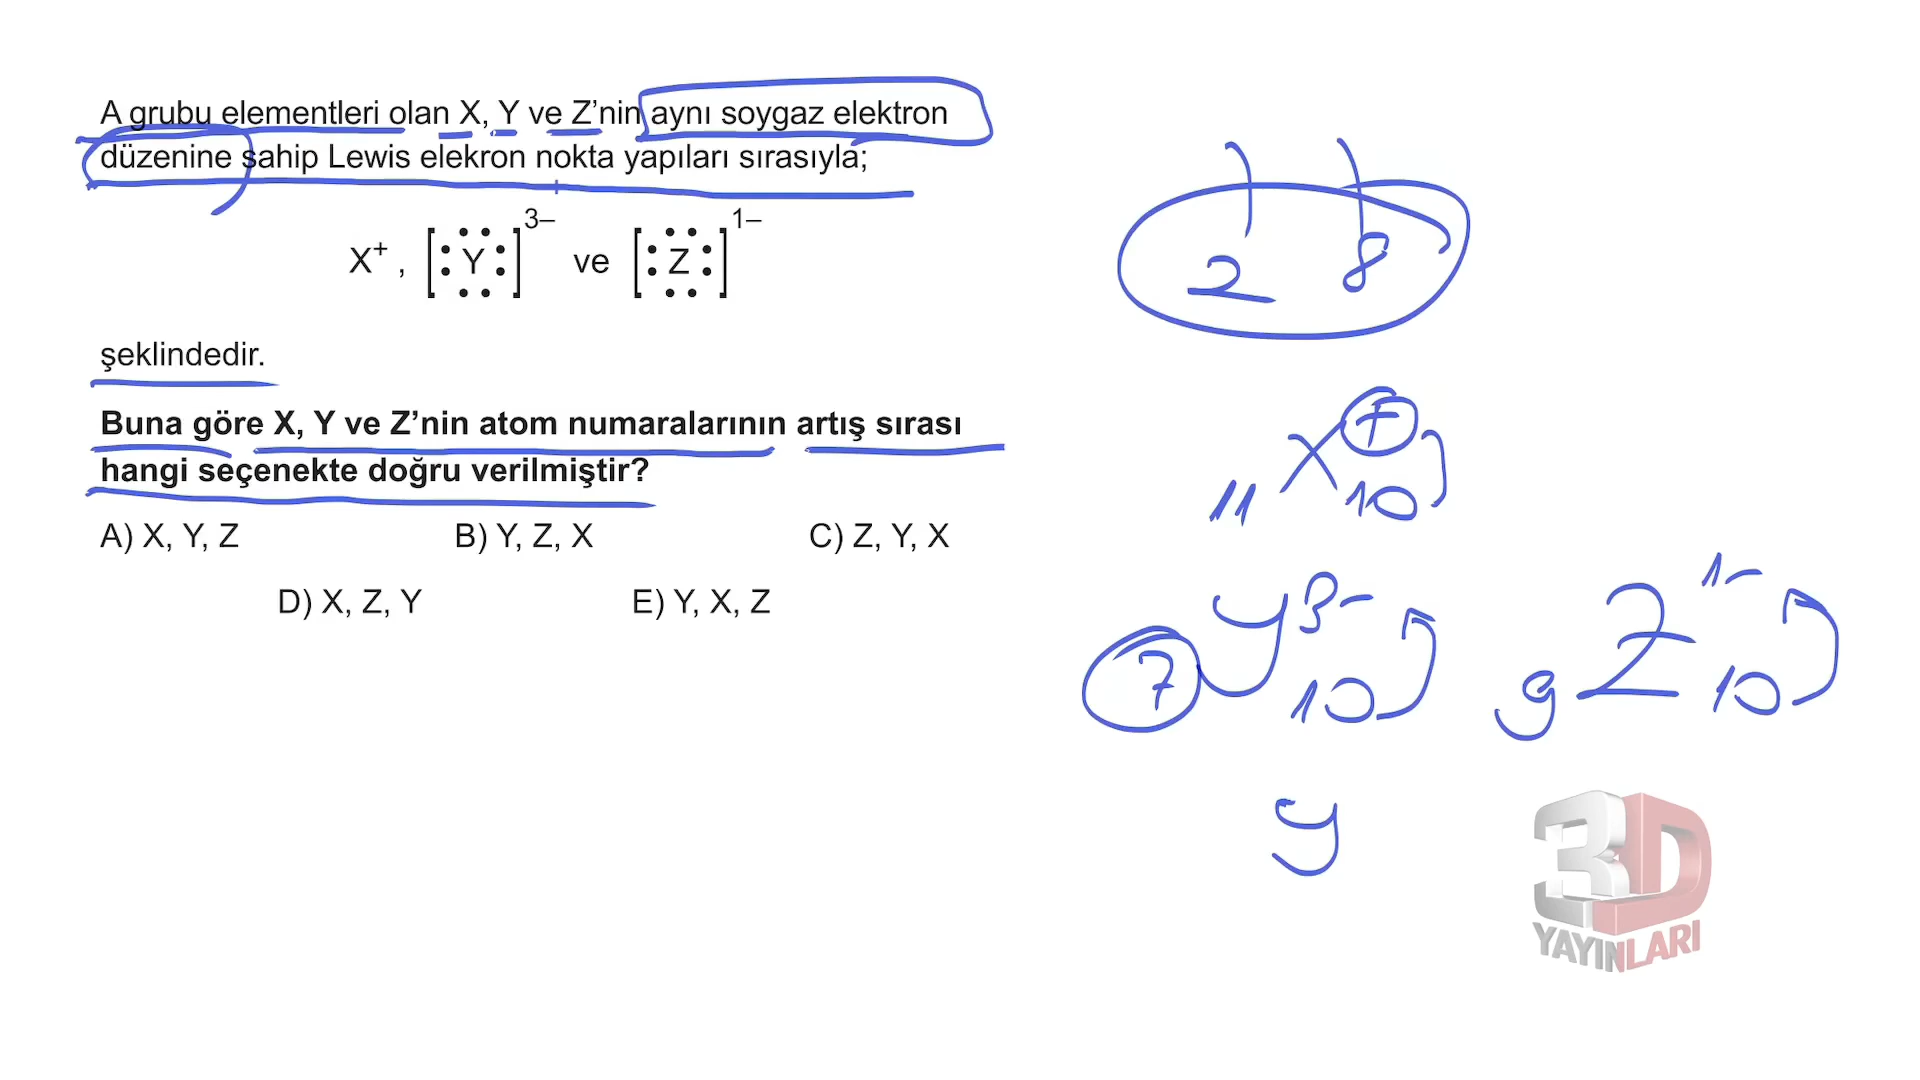 A grubu elementleri olan X, Y ve Z’nin aynı soygaz elektron
düzenine sahip Lewis elekron nokta yapıları sırasıyla;
X⁺ , [:Y:]³⁻ ve [:Z:]¹⁻
şeklindedir.
Buna göre X, Y ve Z’nin atom numaralarının artış sırası
hangi seçenekte doğru verilmiştir?
A) X, Y, Z B) Y, Z, X C) Z, Y, X
D) X, Z, Y E) Y, X, Z
2 8
11 X + 10
7 y 3- 10
9 Z 1- 10
y
3D
YAYINLARI